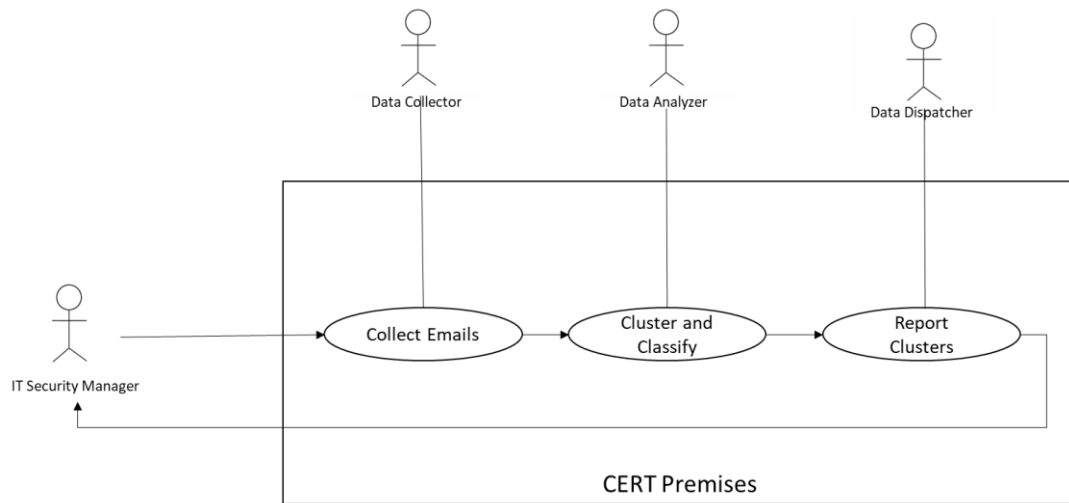 Data Collector
Data Analyzer
Data Dispatcher
Collect Emails
Cluster and
Classify
Report
Clusters
IT Security Manager
CERT Premises